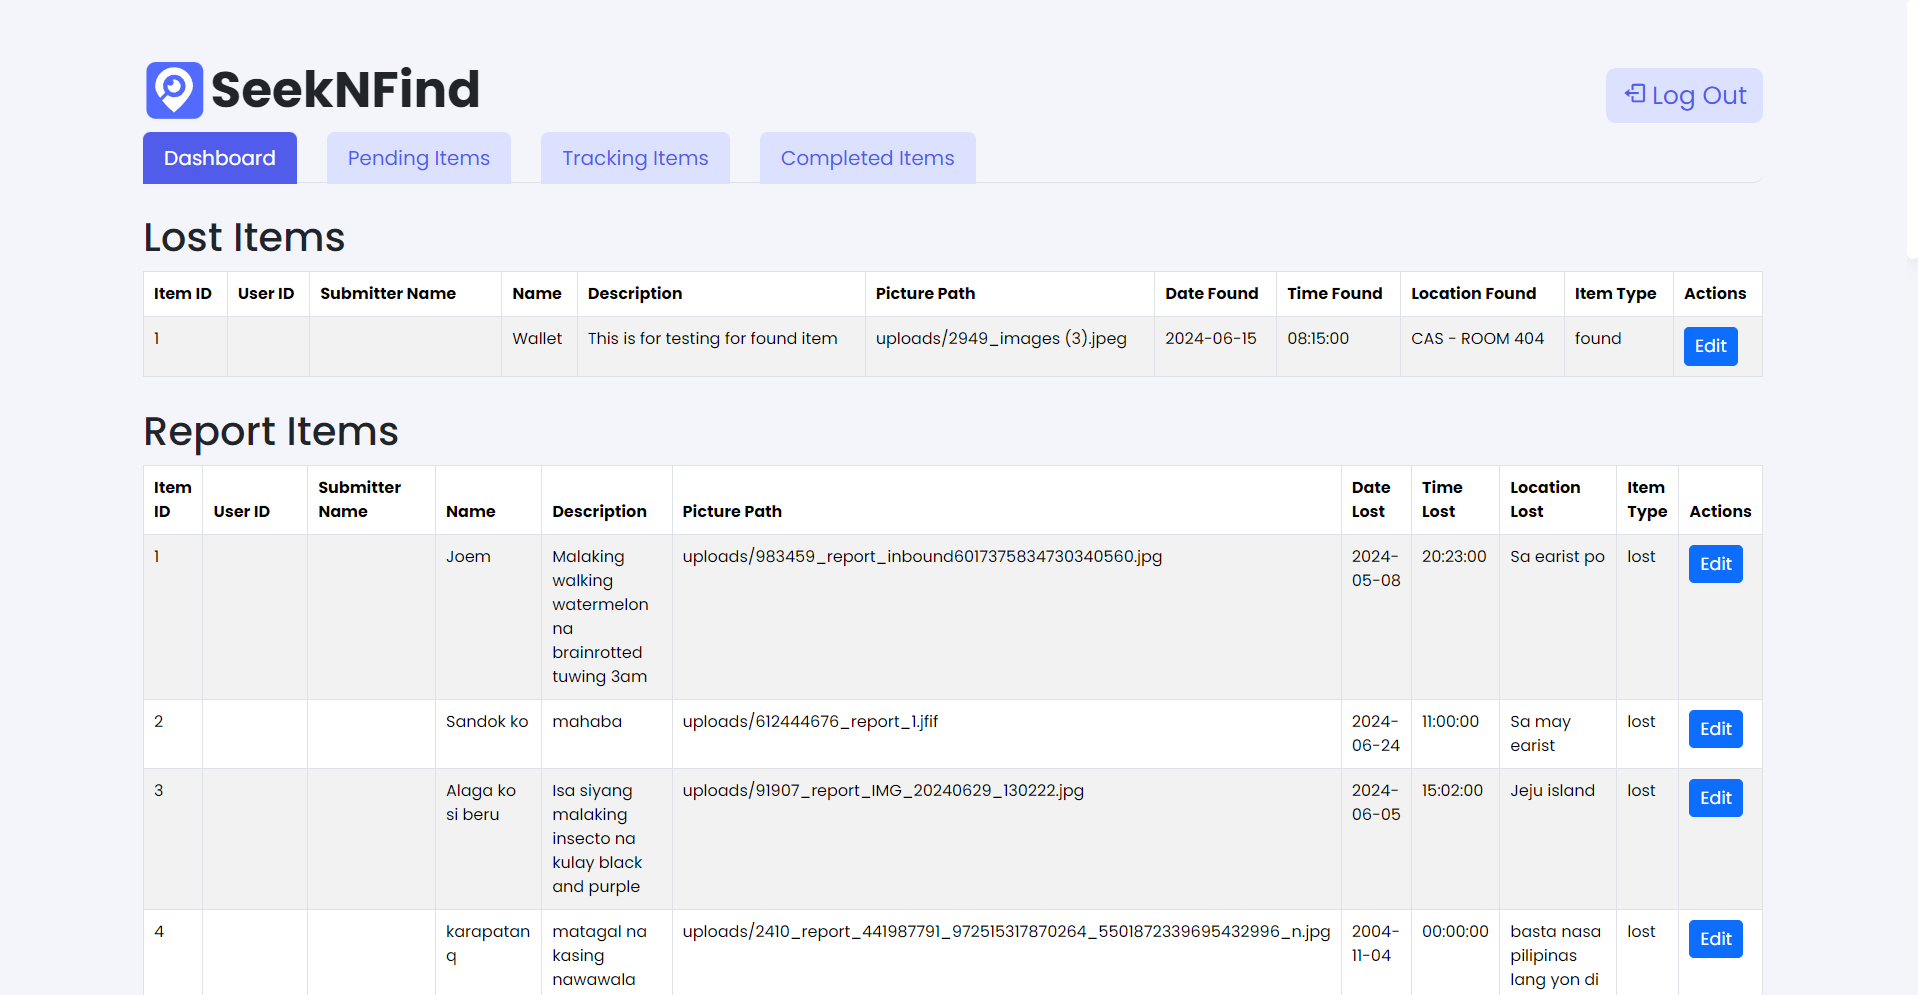 SeekNFind
Log Out
Dashboard
Pending Items
Tracking Items
Completed Items
Lost Items
Item ID User ID Submitter Name Name Description Picture Path Date Found Time Found Location Found Item Type Actions
1 Wallet This is for testing for found item uploads/2949_images (3).jpeg 2024-06-15 08:15:00 CAS - ROOM 404 found Edit
Report Items
Item Submitter Date Time Location Item
ID User ID Name Name Description Picture Path Lost Lost Lost Type Actions
1 Joem Malaking uploads/983459_report_inbound6017375834730340560.jpg 2024- 20:23:00 Sa earist po lost Edit
walking 05-08
watermelon
na
brainrotted
tuwing 3am
2 Sandok ko mahaba uploads/612444676_report_1.jfif 2024- 11:00:00 Sa may lost Edit
06-24 earist
3 Alaga ko Isa siyang uploads/91907_report_IMG_20240629_130222.jpg 2024- 15:02:00 Jeju island lost Edit
si beru malaking 06-05
insecto na
kulay black
and purple
4 karapatan matagal na uploads/2410_report_441987791_972515317870264_5501872339695432996_n.jpg 2004- 00:00:00 basta nasa lost Edit
q kasing 11-04 pilipinas
nawawala lang yon di